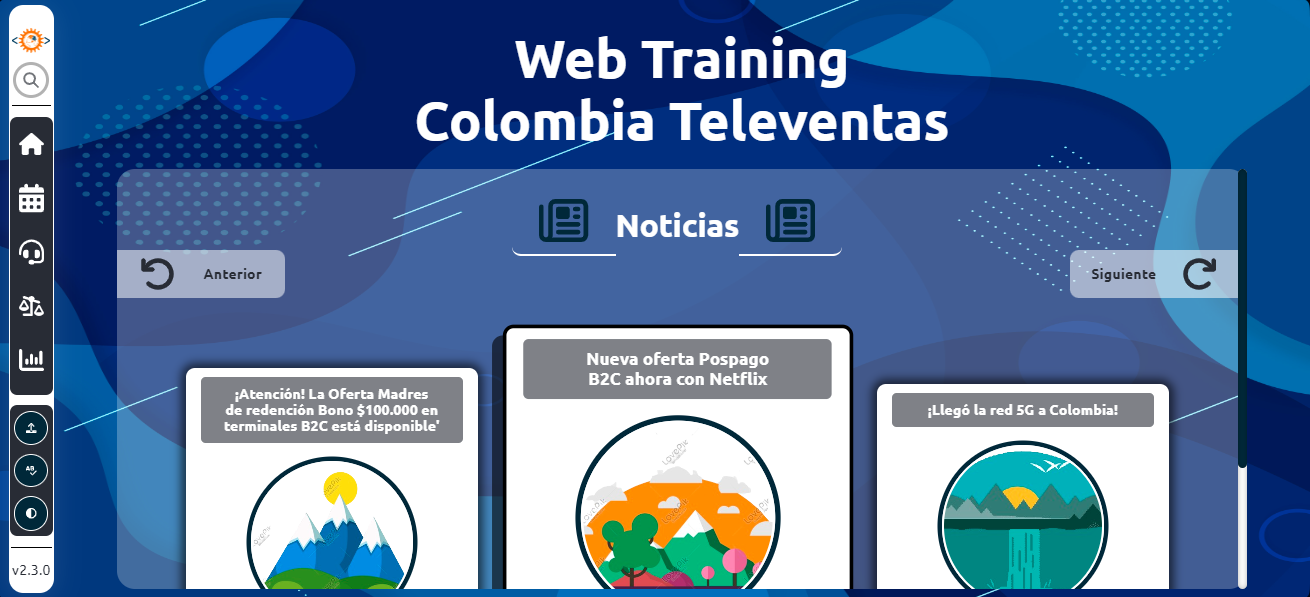 Web Training
Colombia Televentas
Noticias
Anterior
Siguiente
¡Atención! La Oferta Madres
de redención Bono $100.000 en
terminales B2C está disponible'
Nueva oferta Pospago
B2C ahora con Netflix
¡Llegó la red 5G a Colombia!
AB
v2.3.0